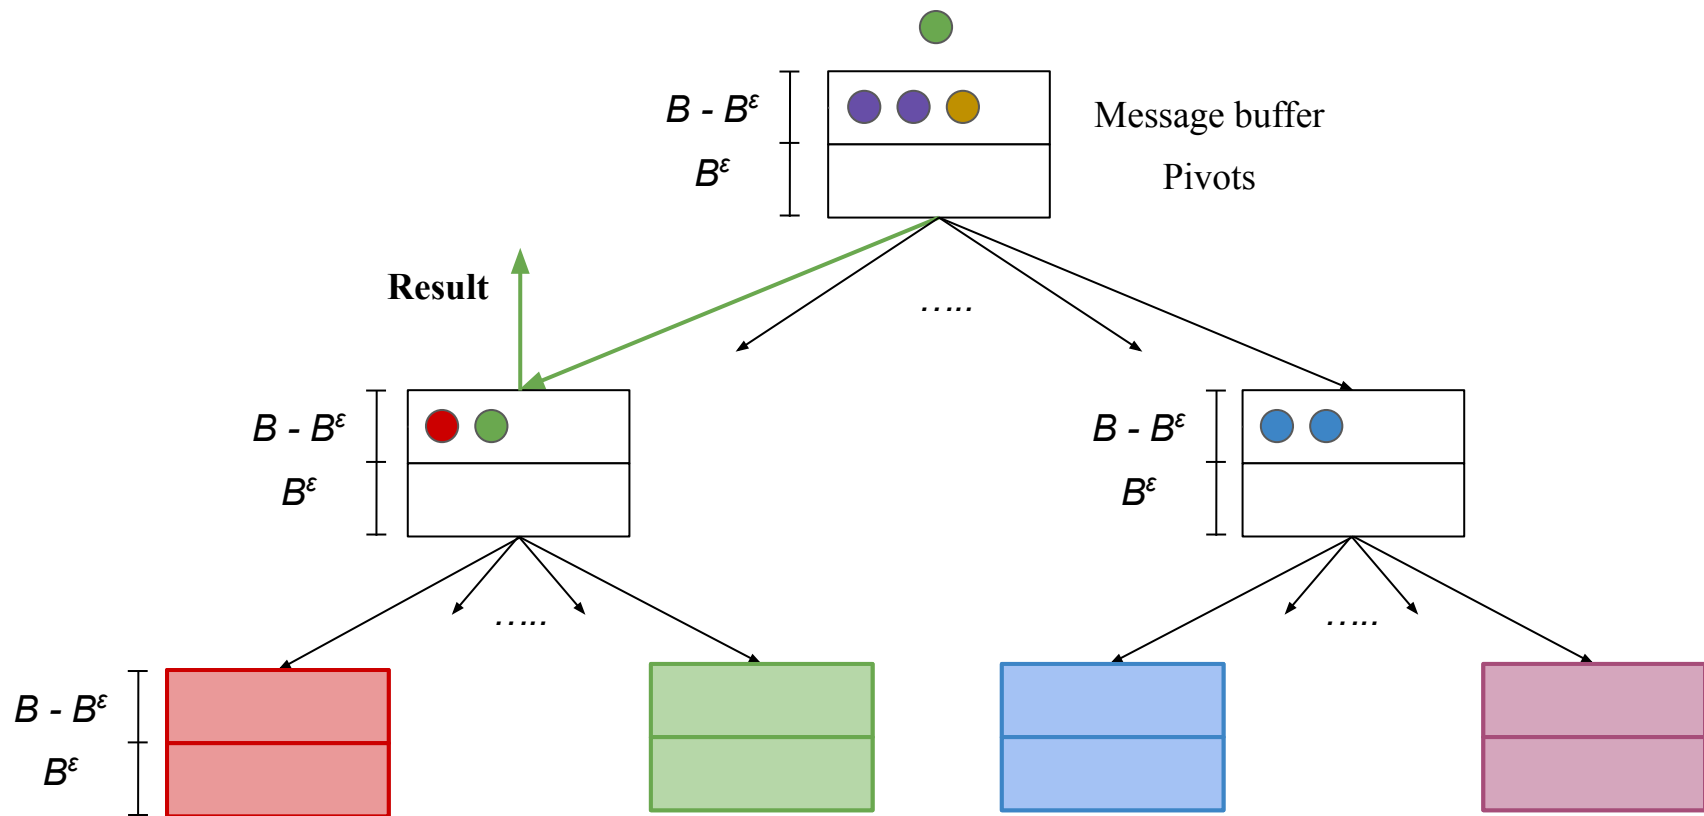 B - B^ε
Message buffer
B^ε
Pivots
Result
.....
B - B^ε
B - B^ε
B^ε
B^ε
.....
.....
B - B^ε
B^ε